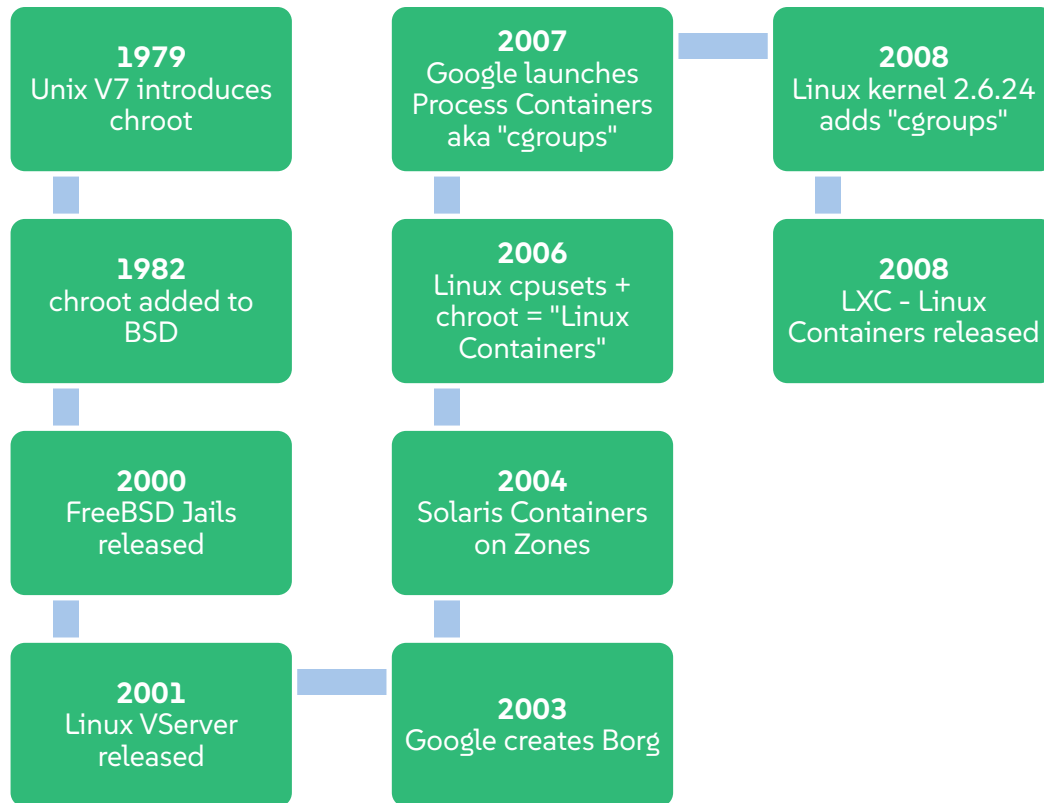 1979
Unix V7 introduces
chroot
1982
chroot added to
BSD
2000
FreeBSD Jails
released
2001
Linux VServer
released
2003
Google creates Borg
2004
Solaris Containers
on Zones
2006
Linux cpusets +
chroot = "Linux
Containers"
2007
Google launches
Process Containers
aka "cgroups"
2008
Linux kernel 2.6.24
adds "cgroups"
2008
LXC - Linux
Containers released